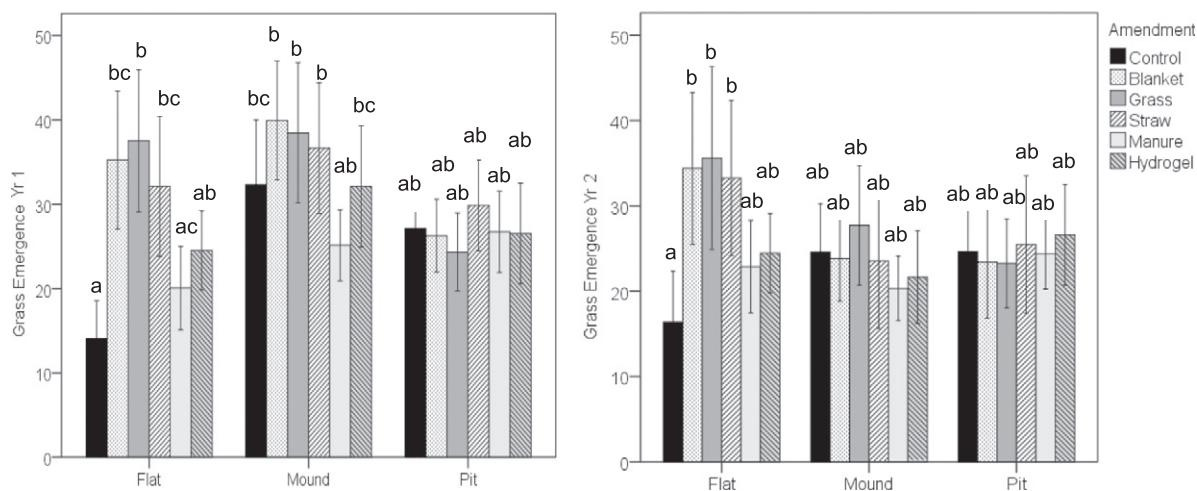 Grass Emergence Yr 1
50
40
30
20
10
0
a
bc
b
bc
ac
ab
bc
b
b
b
ab
bc
ab
ab
ab
ab
ab
ab
Flat
Mound
Pit
Grass Emergence Yr 2
50
40
30
20
10
0
a
b
b
b
ab
ab
ab
ab
ab
ab
ab
ab
ab
ab
ab
ab
ab
ab
Flat
Mound
Pit
Amendment
Control
Blanket
Grass
Straw
Manure
Hydrogel